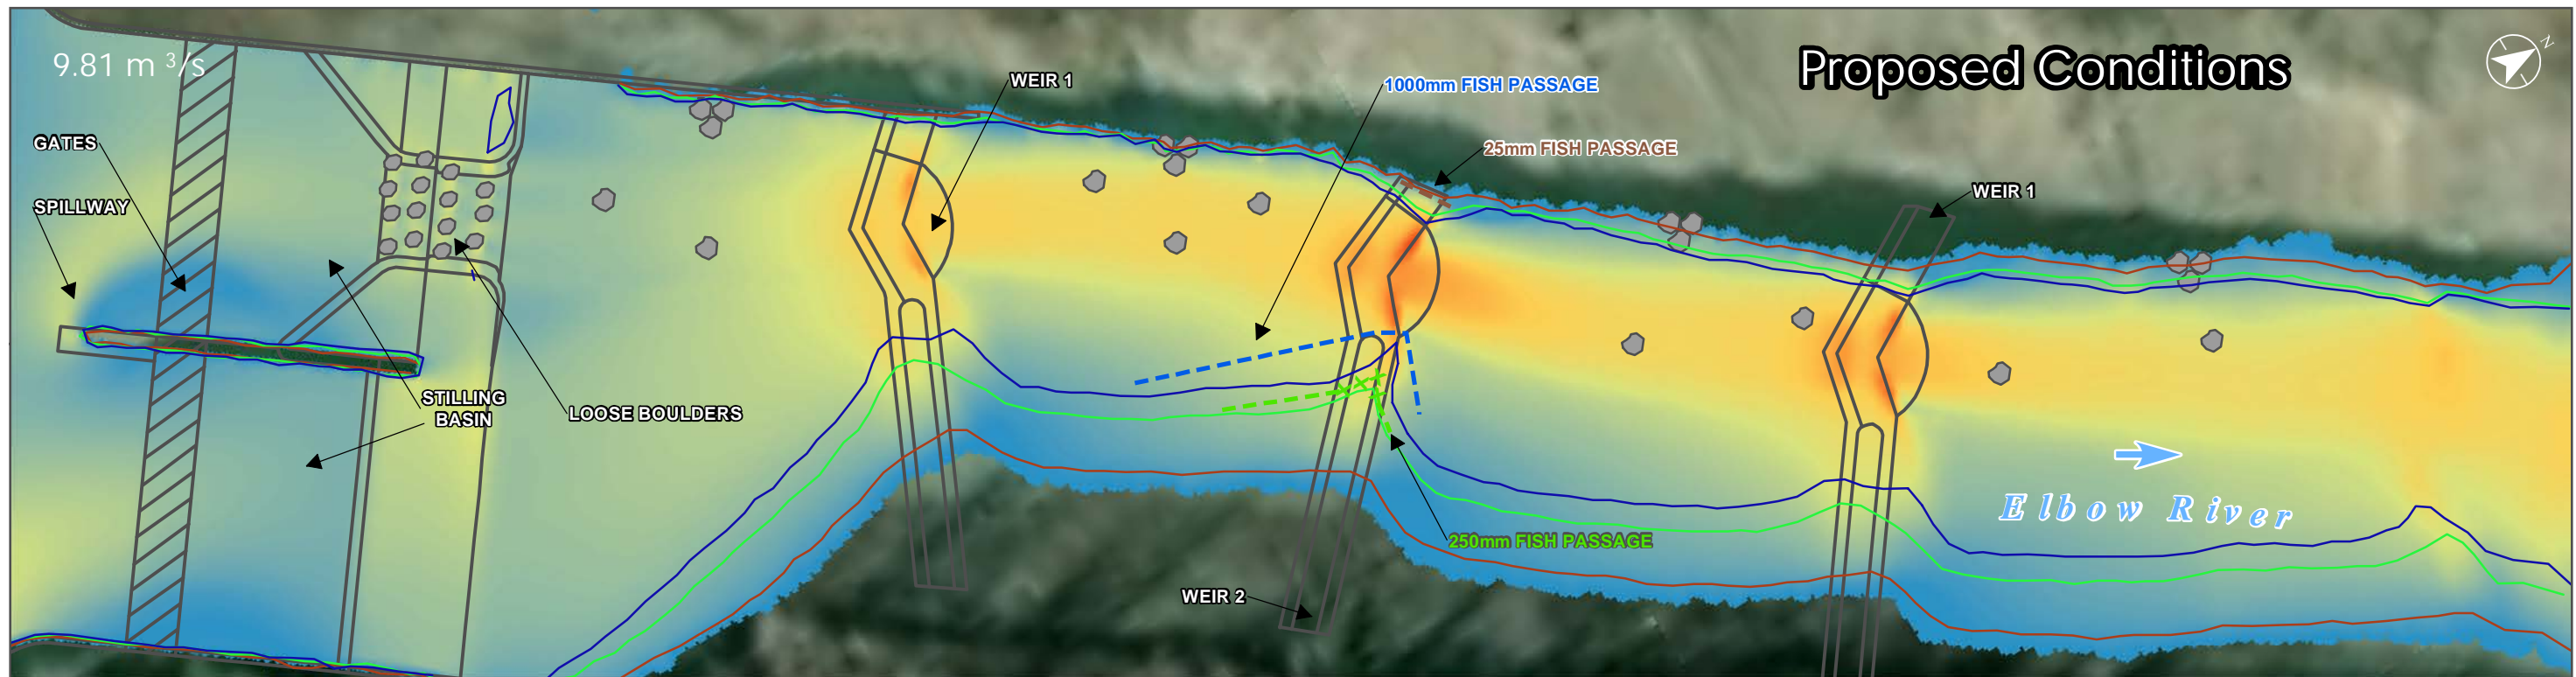 9.81 m ³/s
Proposed Conditions
N
WEIR 1
1000mm FISH PASSAGE
GATES
25mm FISH PASSAGE
WEIR 1
SPILLWAY
STILLING
BASIN
LOOSE BOULDERS
Elbow River
250mm FISH PASSAGE
WEIR 2